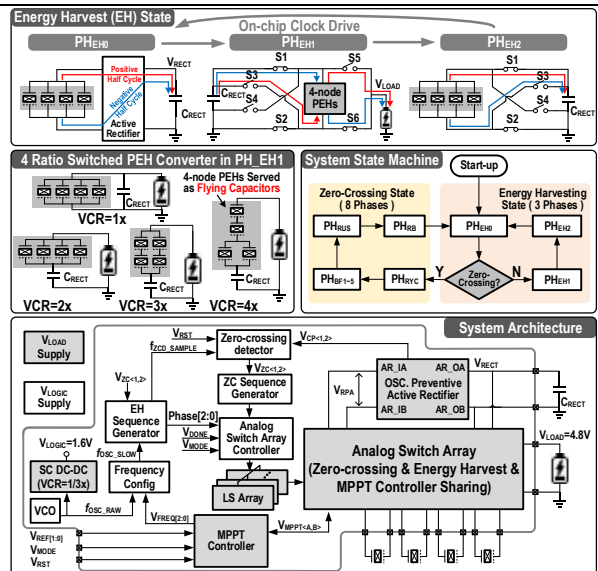 Energy Harvest (EH) State
On-chip Clock Drive
PHEH0
PHEH1
PHEH2
Positive
Half Cycle
Negative
Half Cycle
Active
Rectifier
VRECT
CRECT
S1
S3
S4
S2
CRECT
4-node
PEHs
S5
S6
VLOAD
S1
S3
S4
S2
CRECT
4 Ratio Switched PEH Converter in PH_EH1
4-node PEHs Served
as Flying Capacitors
CRECT
VCR=1x
CRECT
VCR=2x
CRECT
VCR=3x
CRECT
VCR=4x
System State Machine
Start-up
Zero-Crossing State
(8 Phases)
Energy Harvesting
State (3 Phases)
PHRUS
PHRB
PHEH0
PHEH2
PHBF1~5
PHRYC
Y
Zero-
Crossing?
N
PHEH1
System Architecture
VLOAD
Supply
VLOGIC
Supply
VRST
fZCD_SAMPLE
Zero-crossing
detector
VCP<1,2>
VZC<1,2>
VZC<1,2>
ZC Sequence
Generator
EH
Sequence
Generator
Phase[2:0]
VDONE
VMODE
Analog
Switch Array
Controller
LS Array
VLOGIC=1.6V
fOSC_SLOW
SC DC-DC
(VCR=1/3x)
Frequency
Config
VCO
fOSC_RAW
VFREQ[2:0]
VREF[1:0]
VMODE
VRST
MPPT
Controller
VMPPT<A,B>
AR_IA
AR_OA
VRECT
OSC. Preventive
Active Rectifier
VRPA
AR_IB
AR_OB
CRECT
VLOAD=4.8V
Analog Switch Array
(Zero-crossing & Energy Harvest &
MPPT Controller Sharing)